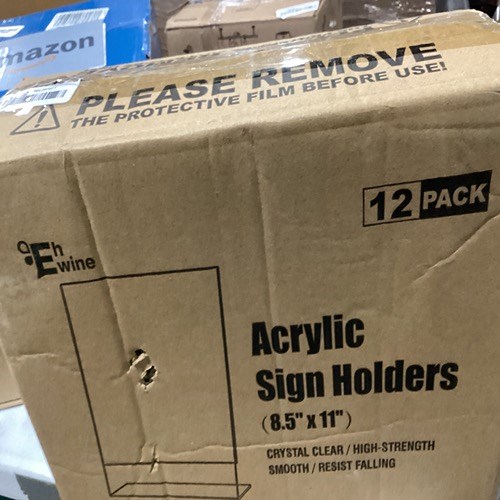 amazon
PLEASE REMOVE
THE PROTECTIVE FILM BEFORE USE!
12 PACK
Eh
wine
Acrylic
Sign Holders
(8.5" x 11")
CRYSTAL CLEAR / HIGH-STRENGTH
SMOOTH / RESIST FALLING